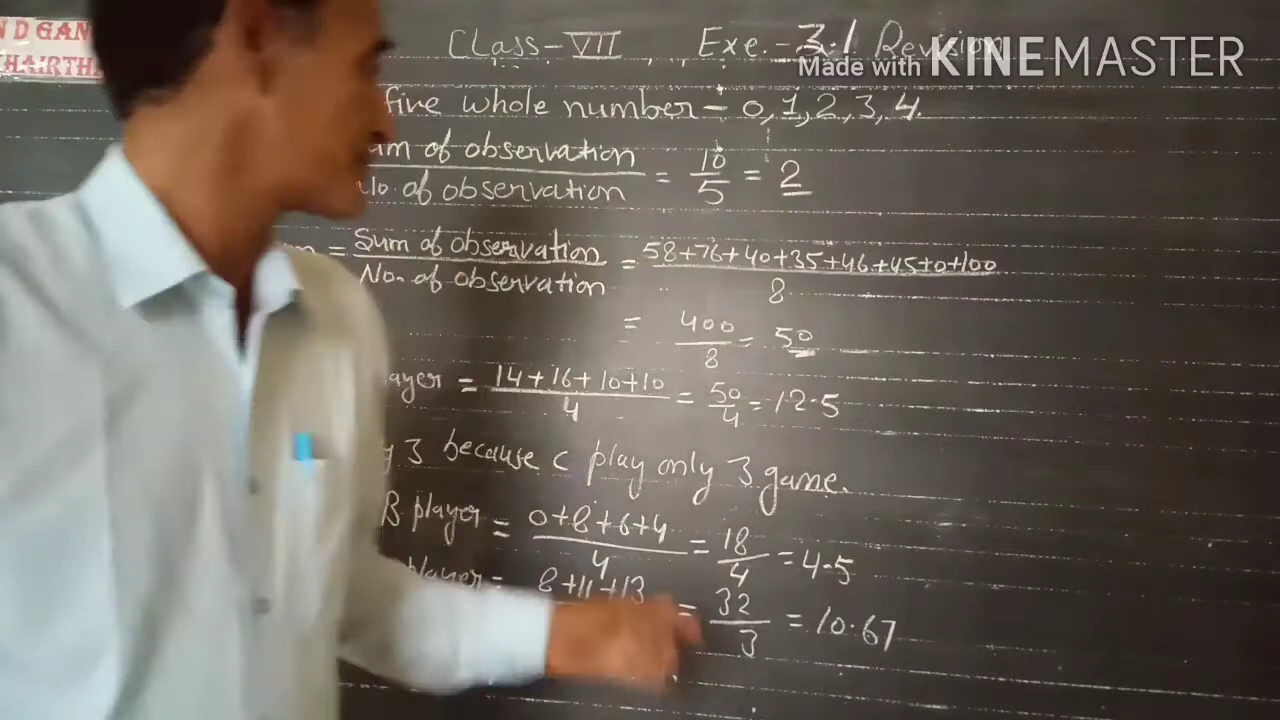 N D GAN
HAIRTH
Class-VII, Exe.-3.1 Revision
Made with KINEMASTER
five whole number - 0, 1, 2, 3, 4.
um of observation / No. of observation = 10/5 = 2
m = Sum of observation / No. of observation = 58+76+40+35+46+45+0+100 / 8
= 400/8 = 50
ayer = 14+16+10+10 / 4 = 50/4 = 12.5
y 3 because C play only 3 game.
B player = 0+8+6+4 / 4 = 18/4 = 4.5
player = 8+11+13 = 32/3 = 10.67